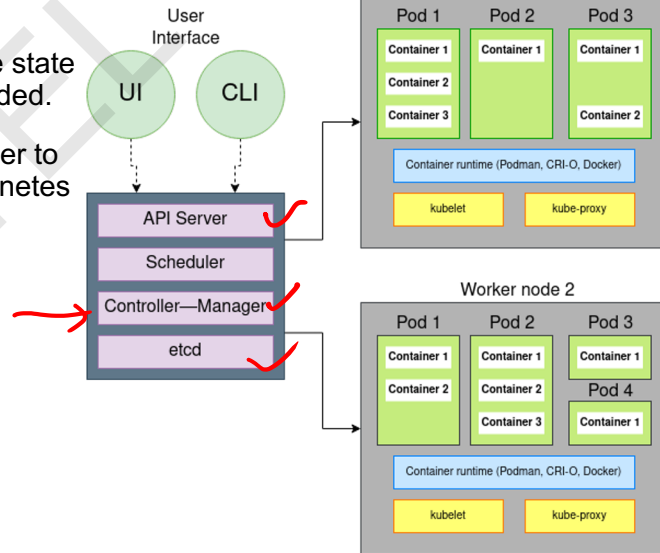 e state
ded.
er to
netes
User
Interface
UI
CLI
API Server
Scheduler
Controller—Manager
etcd
Pod 1
Pod 2
Pod 3
Container 1
Container 2
Container 3
Container 1
Container 1
Container 2
Container runtime (Podman, CRI-O, Docker)
kubelet
kube-proxy
Worker node 2
Pod 1
Pod 2
Pod 3
Container 1
Container 2
Container 1
Container 2
Container 3
Container 1
Pod 4
Container 1
Container runtime (Podman, CRI-O, Docker)
kubelet
kube-proxy